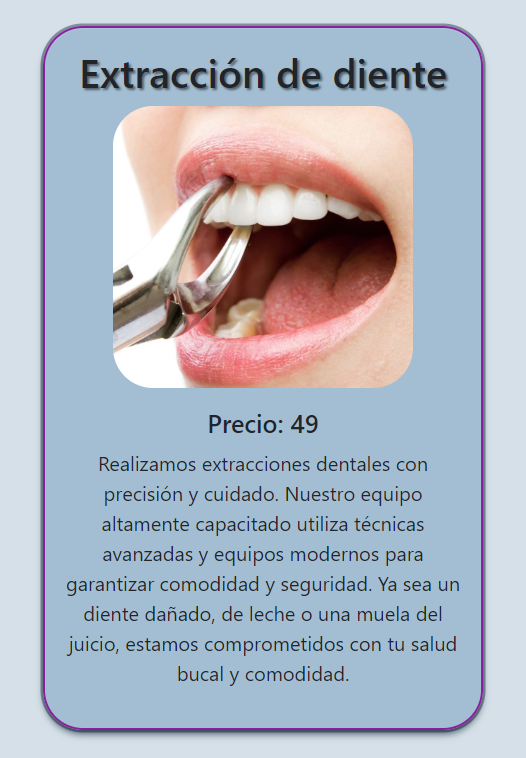 Extracción de diente
Precio: 49
Realizamos extracciones dentales con
precisión y cuidado. Nuestro equipo
altamente capacitado utiliza técnicas
avanzadas y equipos modernos para
garantizar comodidad y seguridad. Ya sea un
diente dañado, de leche o una muela del
juicio, estamos comprometidos con tu salud
bucal y comodidad.